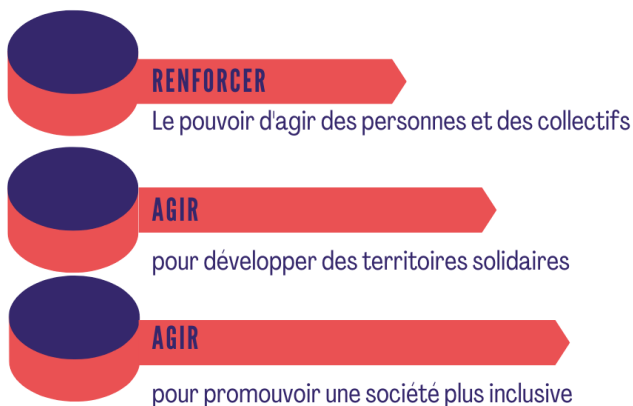 RENFORCER
Le pouvoir d'agir des personnes et des collectifs
AGIR
pour développer des territoires solidaires
AGIR
pour promouvoir une société plus inclusive